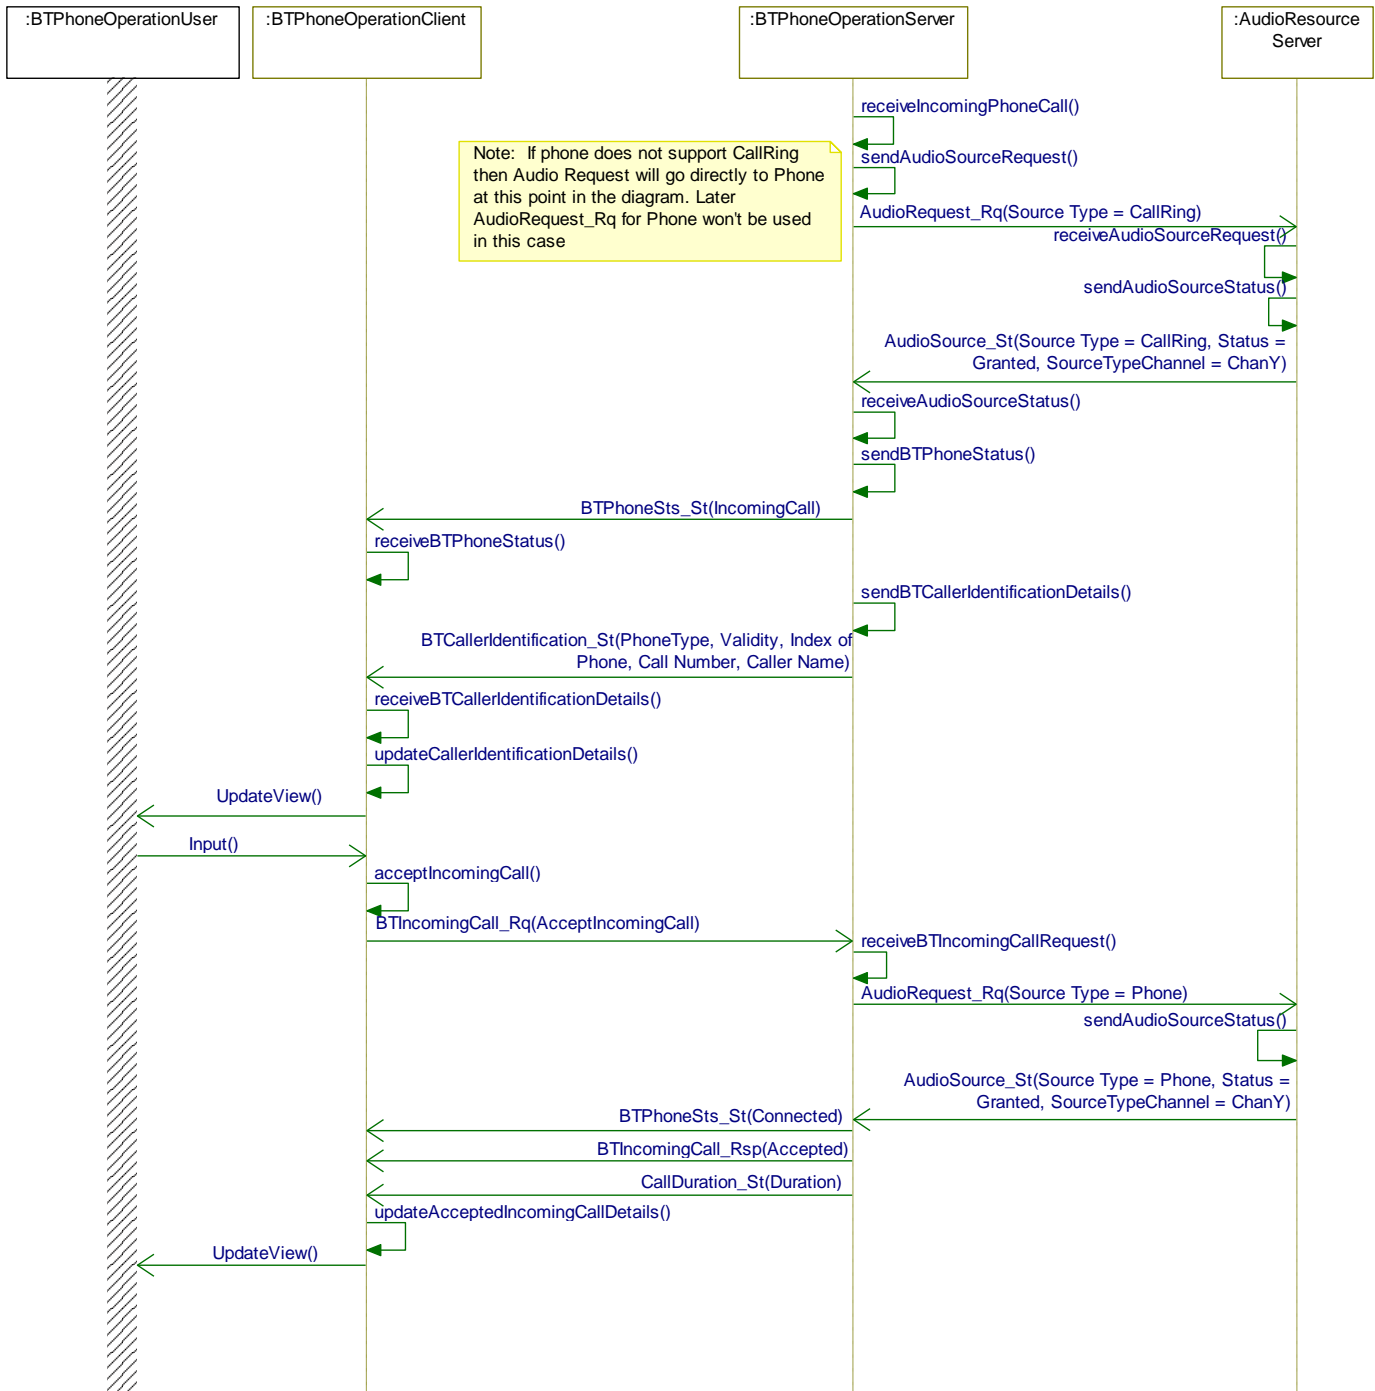 :BTPhoneOperationUser
:BTPhoneOperationClient
:BTPhoneOperationServer
:AudioResource
Server
receiveIncomingPhoneCall()
Note:  If phone does not support CallRing
then Audio Request will go directly to Phone
at this point in the diagram. Later
AudioRequest_Rq for Phone won't be used
in this case
sendAudioSourceRequest()
AudioRequest_Rq(Source Type = CallRing)
receiveAudioSourceRequest()
sendAudioSourceStatus()
AudioSource_St(Source Type = CallRing, Status =
Granted, SourceTypeChannel = ChanY)
receiveAudioSourceStatus()
sendBTPhoneStatus()
BTPhoneSts_St(IncomingCall)
receiveBTPhoneStatus()
sendBTCallerIdentificationDetails()
BTCallerIdentification_St(PhoneType, Validity, Index of
Phone, Call Number, Caller Name)
receiveBTCallerIdentificationDetails()
updateCallerIdentificationDetails()
UpdateView()
Input()
acceptIncomingCall()
BTIncomingCall_Rq(AcceptIncomingCall)
receiveBTIncomingCallRequest()
AudioRequest_Rq(Source Type = Phone)
sendAudioSourceStatus()
AudioSource_St(Source Type = Phone, Status =
Granted, SourceTypeChannel = ChanY)
BTPhoneSts_St(Connected)
BTIncomingCall_Rsp(Accepted)
CallDuration_St(Duration)
updateAcceptedIncomingCallDetails()
UpdateView()